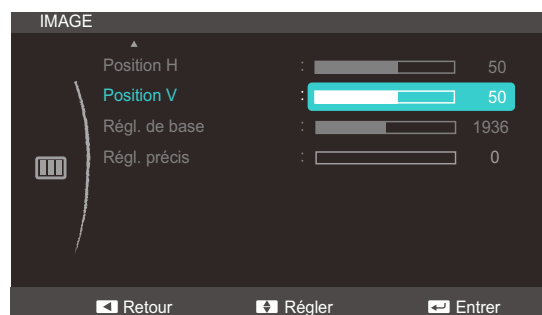 IMAGE
Position H : 50
Position V : 50
Régl. de base : 1936
Régl. précis : 0
Retour Régler Entrer